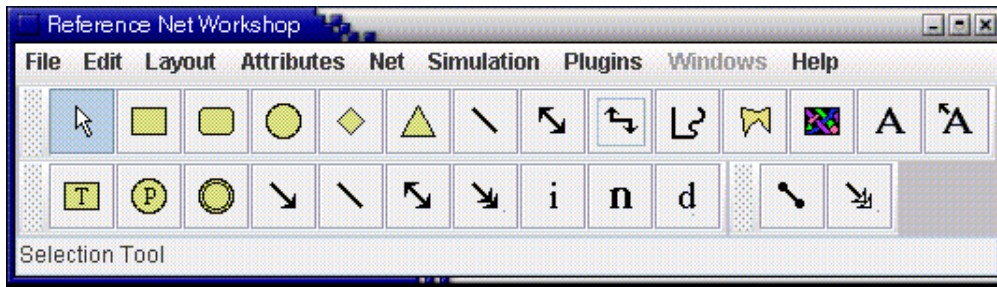 Reference Net Workshop
File Edit Layout Attributes Net Simulation Plugins Windows Help
A A
T P i n d
Selection Tool